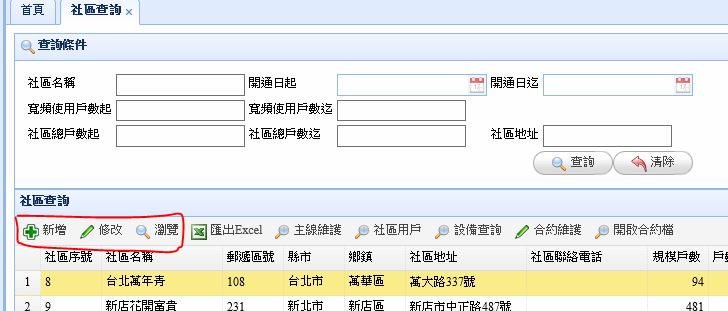 首頁 社區查詢
查詢條件
社區名稱 開通日起 開通日迄
寬頻使用戶數起 寬頻使用戶數迄
社區總戶數起 社區總戶數迄 社區地址
查詢 清除
社區查詢
新增 修改 瀏覽 匯出Excel 主線維護 社區用戶 設備查詢 合約維護 開啟合約檔
社區序號 社區名稱 郵遞區號 縣市 鄉鎮 社區地址 社區聯絡電話 規模戶數
1 8 台北萬年青 108 台北市 萬華區 萬大路337號 94
2 9 新店花開富貴 231 新北市 新店區 新店市中正路487號 481